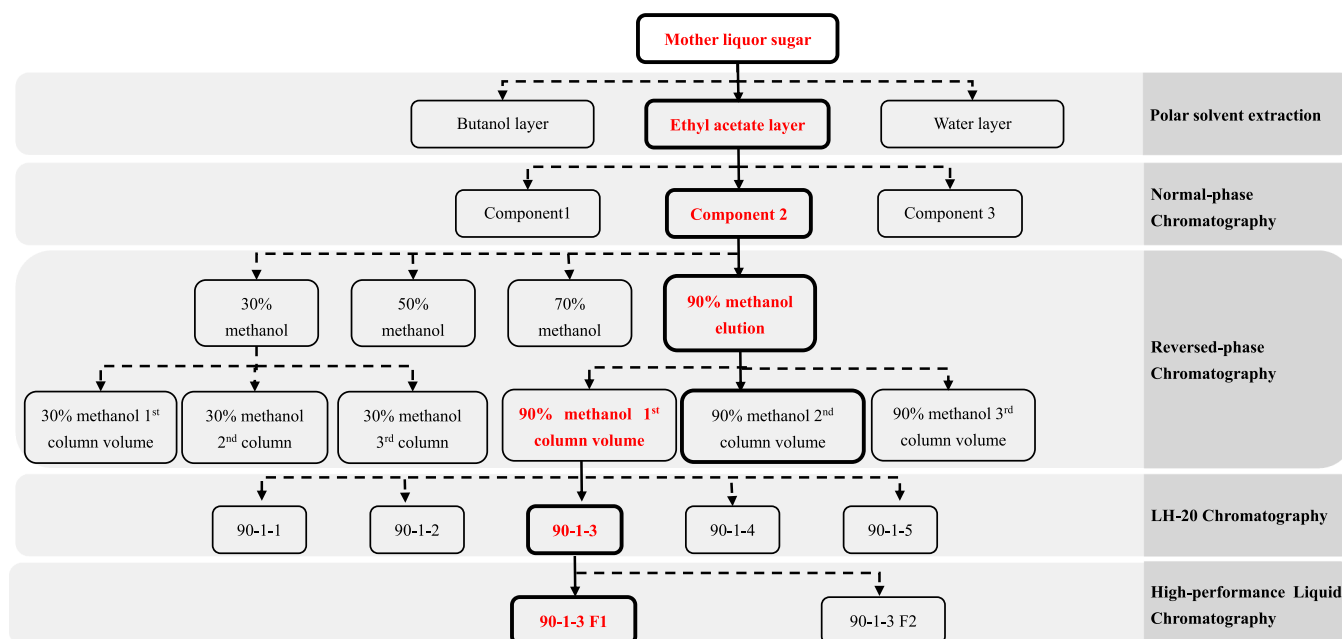 Mother liquor sugar
Butanol layer
Ethyl acetate layer
Water layer
Polar solvent extraction
Component1
Component 2
Component 3
Normal-phase
Chromatography
30%
methanol
50%
methanol
70%
methanol
90% methanol
elution
Reversed-phase
Chromatography
30% methanol 1st
column volume
30% methanol
2nd column
30% methanol
3rd column
90% methanol 1st
column volume
90% methanol 2nd
column volume
90% methanol 3rd
column volume
90-1-1
90-1-2
90-1-3
90-1-4
90-1-5
LH-20 Chromatography
90-1-3 F1
90-1-3 F2
High-performance Liquid
Chromatography